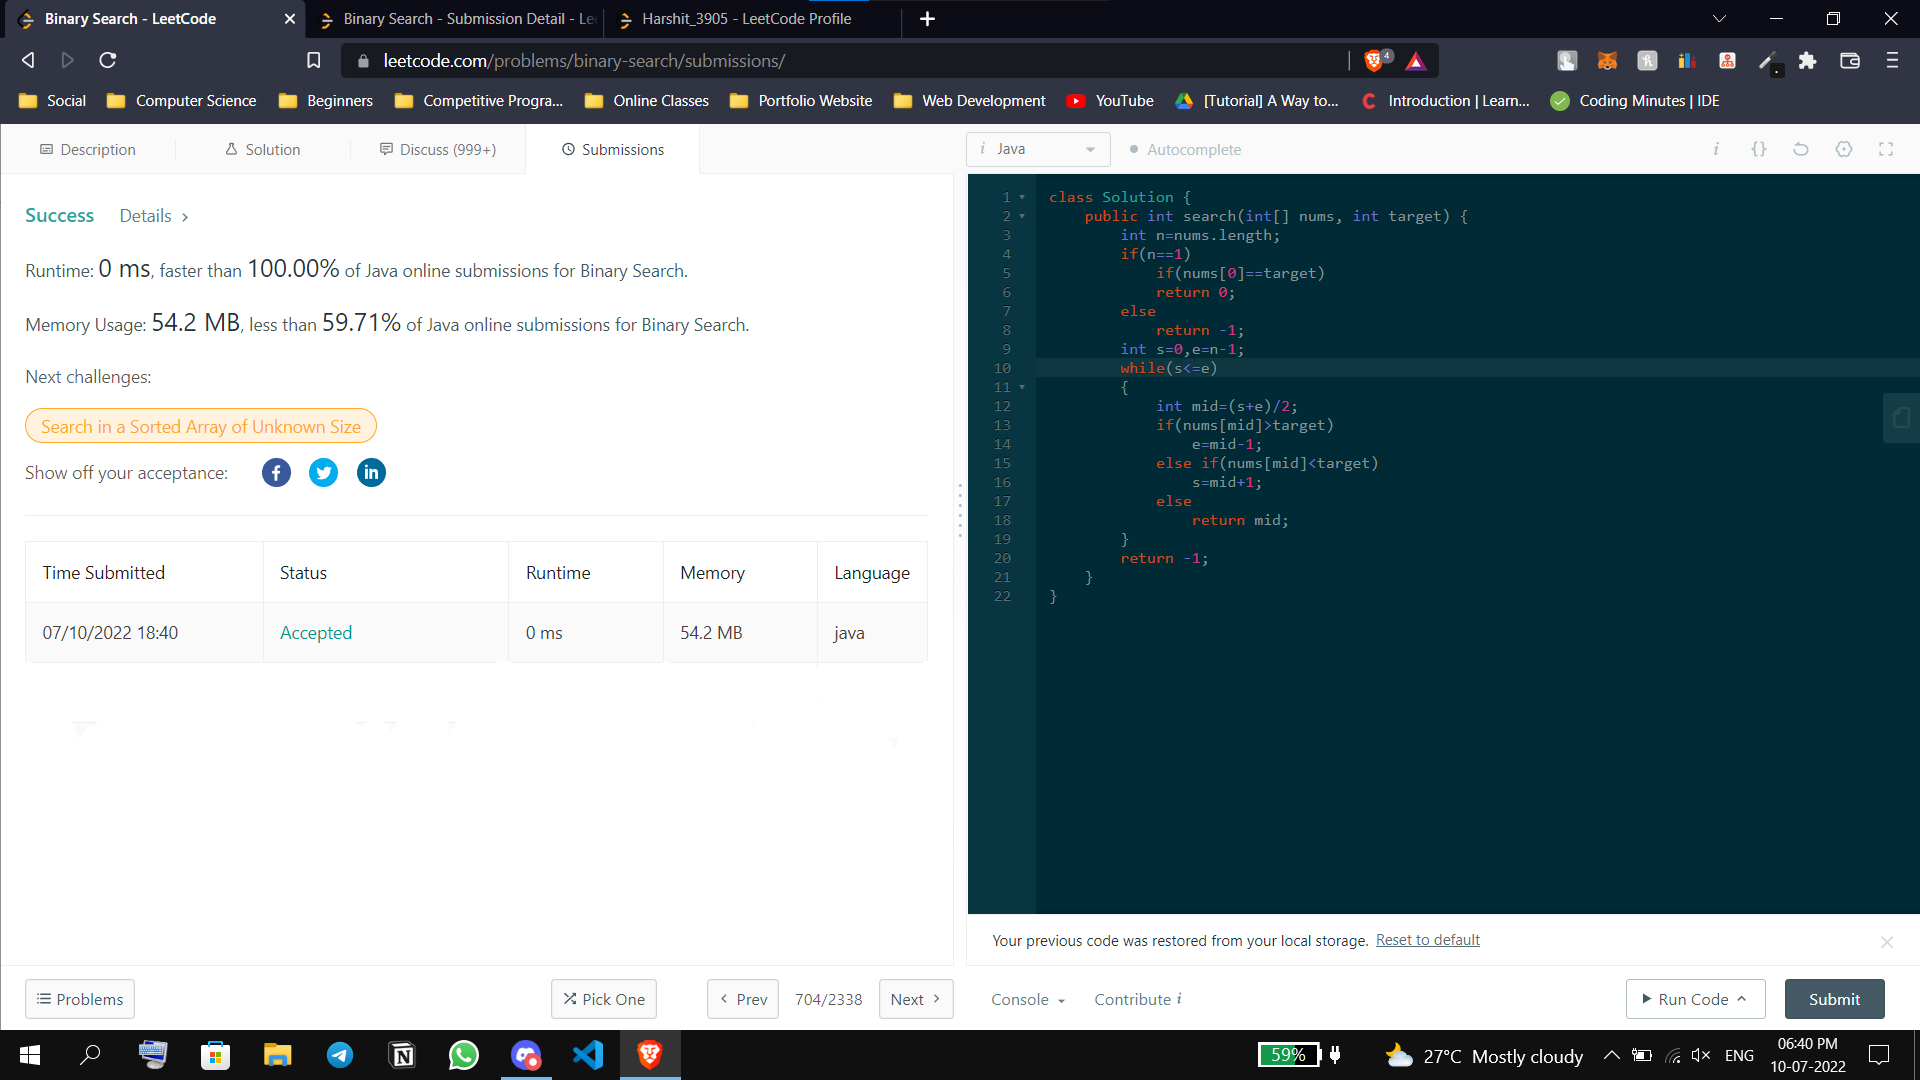 Binary Search - LeetCode
Binary Search - Submission Detail - Le
Harshit_3905 - LeetCode Profile
leetcode.com/problems/binary-search/submissions/
4
Social
Computer Science
Beginners
Competitive Progra...
Online Classes
Portfolio Website
Web Development
YouTube
[Tutorial] A Way to...
Introduction | Learn...
Coding Minutes | IDE
Description
Solution
Discuss (999+)
Submissions
Success Details >
Runtime: 0 ms, faster than 100.00% of Java online submissions for Binary Search.
Memory Usage: 54.2 MB, less than 59.71% of Java online submissions for Binary Search.
Next challenges:
Search in a Sorted Array of Unknown Size
Show off your acceptance:
Time Submitted Status Runtime Memory Language
07/10/2022 18:40 Accepted 0 ms 54.2 MB java
i Java
Autocomplete
i {}
1 class Solution {
2 public int search(int[] nums, int target) {
3 int n=nums.length;
4 if(n==1)
5 if(nums[0]==target)
6 return 0;
7 else
8 return -1;
9 int s=0,e=n-1;
10 while(s<=e)
11 {
12 int mid=(s+e)/2;
13 if(nums[mid]>target)
14 e=mid-1;
15 else if(nums[mid]<target)
16 s=mid+1;
17 else
18 return mid;
19 }
20 return -1;
21 }
22 }
Your previous code was restored from your local storage. Reset to default
Problems
Pick One
< Prev
704/2338
Next >
Console
Contribute i
Run Code
Submit
59%
27°C Mostly cloudy
ENG
06:40 PM
10-07-2022